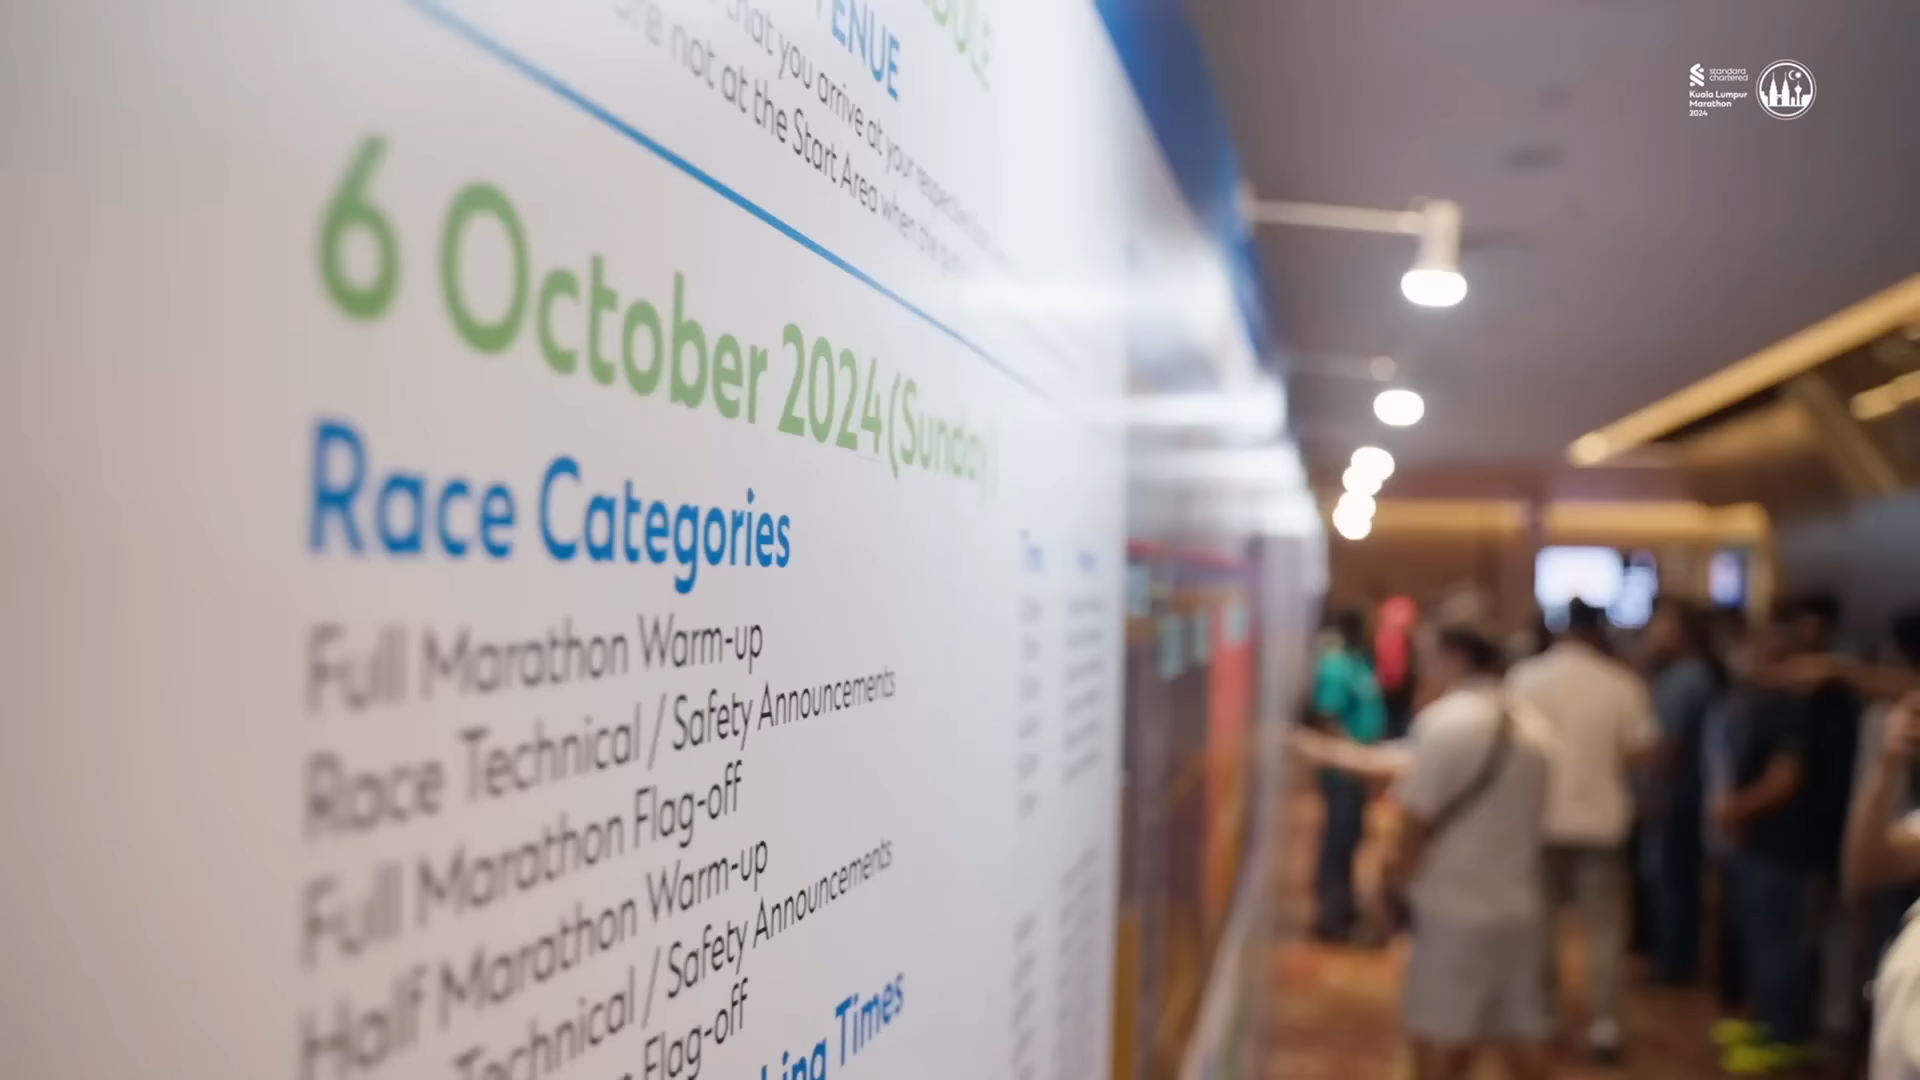 VENUE
that you arrive at your respective
are not at the Start Area when the
6 October 2024 (Sunday)
Race Categories
Full Marathon Warm-up
Race Technical / Safety Announcements
Full Marathon Flag-off
Half Marathon Warm-up
Technical / Safety Announcements
Flag-off
Times
standard
chartered
Kuala Lumpur
Marathon
2024